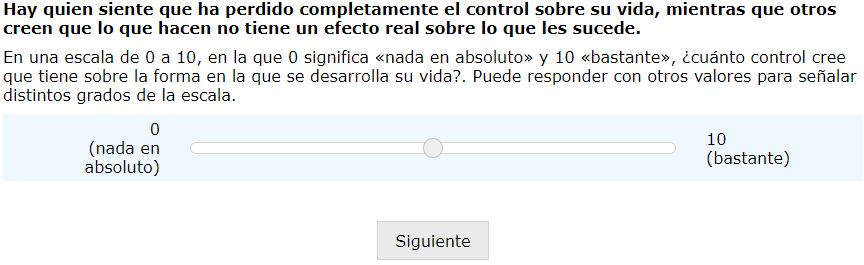 Hay quien siente que ha perdido completamente el control sobre su vida, mientras que otros
creen que lo que hacen no tiene un efecto real sobre lo que les sucede.
En una escala de 0 a 10, en la que 0 significa «nada en absoluto» y 10 «bastante», ¿cuánto control cree
que tiene sobre la forma en la que se desarrolla su vida?. Puede responder con otros valores para señalar
distintos grados de la escala.
0
(nada en
absoluto)
10
(bastante)
Siguiente